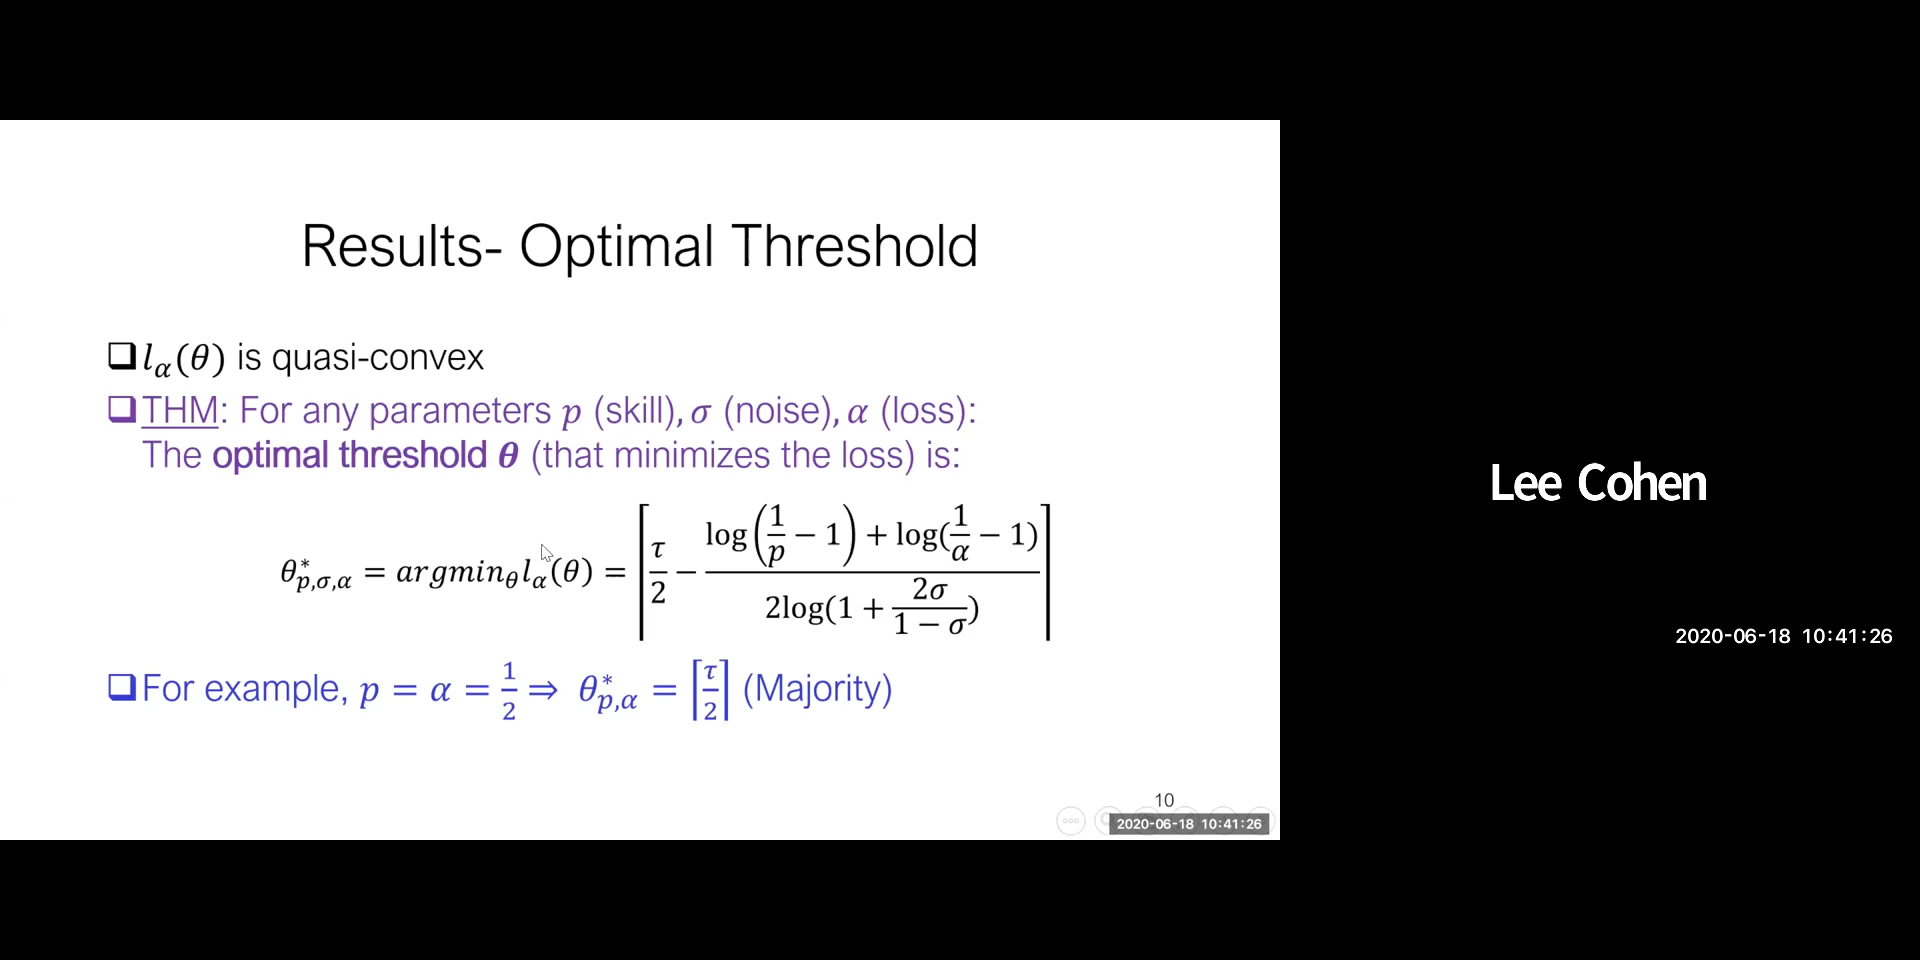 Results- Optimal Threshold
❑ l_α(θ) is quasi-convex
❑ THM: For any parameters p (skill), σ (noise), α (loss):
The optimal threshold θ (that minimizes the loss) is:
θ*_{p,σ,α} = argmin_θ l_α(θ) = ⌈ τ/2 − (log(1/p − 1) + log(1/α − 1)) / (2log(1 + 2σ/(1 − σ))) ⌉
❑ For example, p = α = 1/2 ⇒ θ*_{p,α} = ⌈τ/2⌉ (Majority)
10
2020-06-18 10:41:26
Lee Cohen
2020-06-18 10:41:26